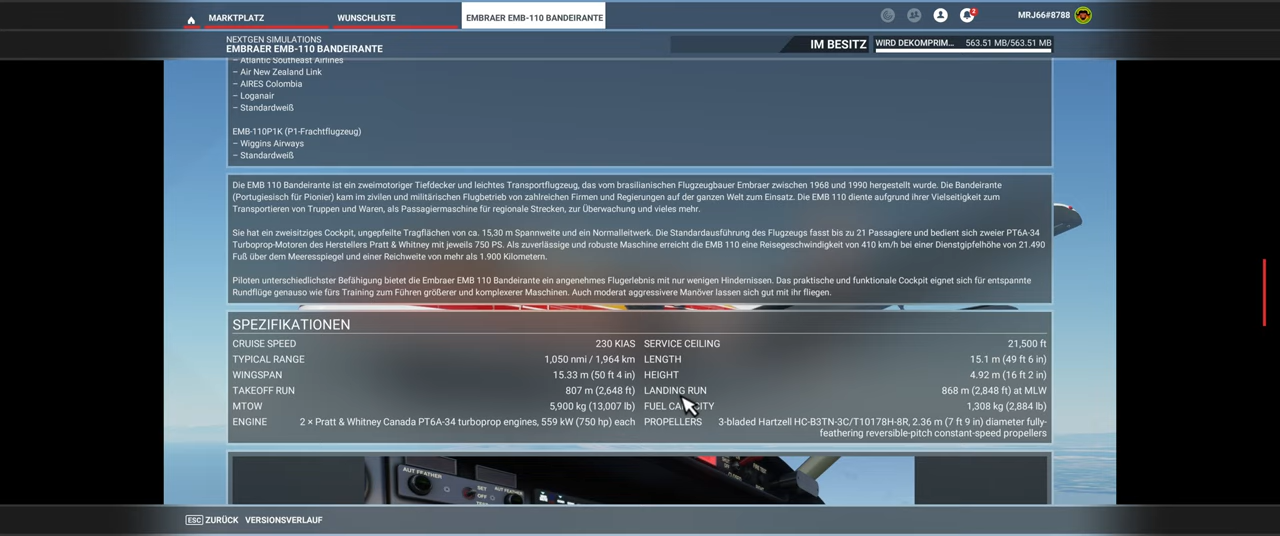 MARKTPLATZ WUNSCHLISTE EMBRAER EMB-110 BANDEIRANTE 2 MRJ66#8788
NEXTGEN SIMULATIONS
EMBRAER EMB-110 BANDEIRANTE IM BESITZ WIRD DEKOMPRIM... 563.51 MB/563.51 MB
– Atlantic Southeast Airlines
– Air New Zealand Link
– AIRES Colombia
– Loganair
– Standardweiß
EMB-110P1K (P1-Frachtflugzeug)
– Wiggins Airways
– Standardweiß
Die EMB 110 Bandeirante ist ein zweimotoriger Tiefdecker und leichtes Transportflugzeug, das vom brasilianischen Flugzeugbauer Embraer zwischen 1968 und 1990 hergestellt wurde. Die Bandeirante
(Portugiesisch für Pionier) kam im zivilen und militärischen Flugbetrieb von zahlreichen Firmen und Regierungen auf der ganzen Welt zum Einsatz. Die EMB 110 diente aufgrund ihrer Vielseitigkeit zum
Transportieren von Truppen und Waren, als Passagiermaschine für regionale Strecken, zur Überwachung und vieles mehr.
Sie hat ein zweisitziges Cockpit, ungefeilte Tragflächen von ca. 15,30 m Spannweite und ein Normalleitwerk. Die Standardausführung des Flugzeugs fasst bis zu 21 Passagiere und bedient sich zweier PT6A-34
Turboprop-Motoren des Herstellers Pratt & Whitney mit jeweils 750 PS. Als zuverlässige und robuste Maschine erreicht die EMB 110 eine Reisegeschwindigkeit von 410 km/h bei einer Dienstgipfelhöhe von 21.490
Fuß über dem Meeresspiegel und einer Reichweite von mehr als 1.900 Kilometern.
Piloten unterschiedlichster Befähigung bietet die Embraer EMB 110 Bandeirante ein angenehmes Flugerlebnis mit nur wenigen Hindernissen. Das praktische und funktionale Cockpit eignet sich für entspannte
Rundflüge genauso wie fürs Training zum Führen größerer und komplexerer Maschinen. Auch moderat aggressivere Manöver lassen sich gut mit ihr fliegen.
SPEZIFIKATIONEN
CRUISE SPEED 230 KIAS SERVICE CEILING 21,500 ft
TYPICAL RANGE 1,050 nmi / 1,964 km LENGTH 15.1 m (49 ft 6 in)
WINGSPAN 15.33 m (50 ft 4 in) HEIGHT 4.92 m (16 ft 2 in)
TAKEOFF RUN 807 m (2,648 ft) LANDING RUN 868 m (2,848 ft) at MLW
MTOW 5,900 kg (13,007 lb) FUEL CAPACITY 1,308 kg (2,884 lb)
ENGINE 2 × Pratt & Whitney Canada PT6A-34 turboprop engines, 559 kW (750 hp) each PROPELLERS 3-bladed Hartzell HC-B3TN-3C/T10178H-8R, 2.36 m (7 ft 9 in) diameter fully-
feathering reversible-pitch constant-speed propellers
AUT FEATHER
SET AUT FEATHER
OFF
ESC ZURÜCK VERSIONSVERLAUF